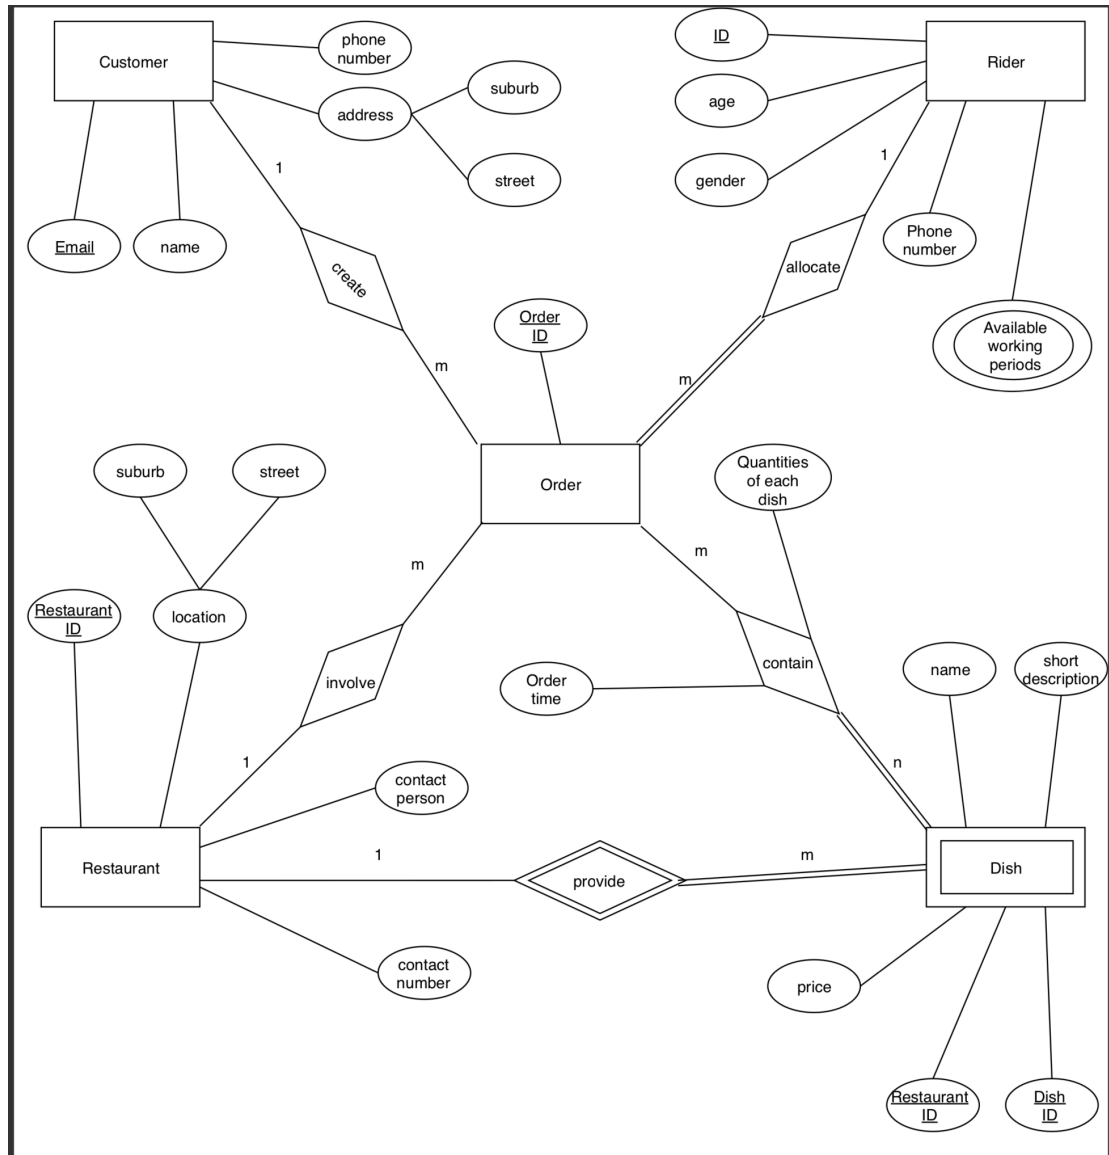 Customer
phone
number
address
suburb
street
Email
name
1
create
m
ID
age
gender
Rider
1
Phone
number
Available
working
periods
allocate
m
Order
ID
Order
suburb
street
Restaurant
ID
location
m
involve
1
Quantities
of each
dish
m
contain
Order
time
n
name
short
description
contact
person
Restaurant
1
provide
m
Dish
contact
number
price
Restaurant
ID
Dish
ID